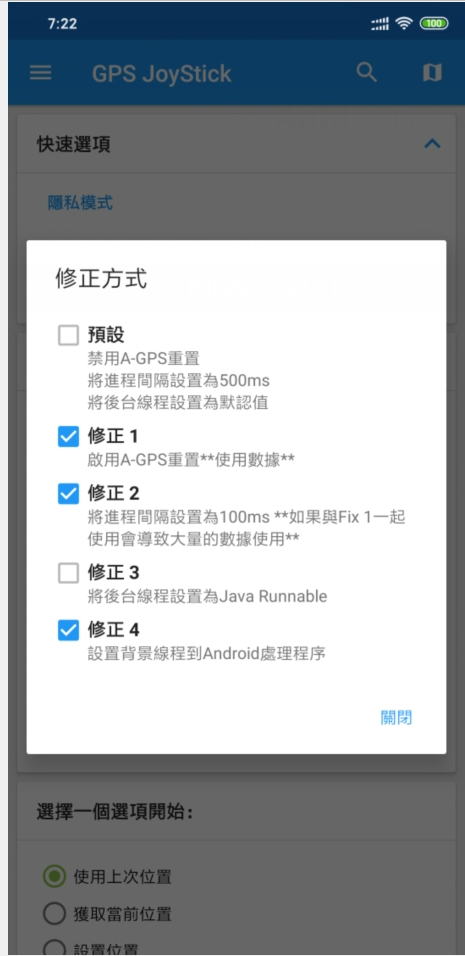 7:22
100
GPS JoyStick
快速選項
隱私模式
修正方式
預設
禁用A-GPS重置
將進程間隔設置為500ms
將後台線程設置為默認值
修正 1
啟用A-GPS重置**使用數據**
修正 2
將進程間隔設置為100ms **如果與Fix 1一起
使用會導致大量的數據使用**
修正 3
將後台線程設置為Java Runnable
修正 4
設置背景線程到Android處理程序
關閉
選擇一個選項開始:
使用上次位置
獲取當前位置
設置位置